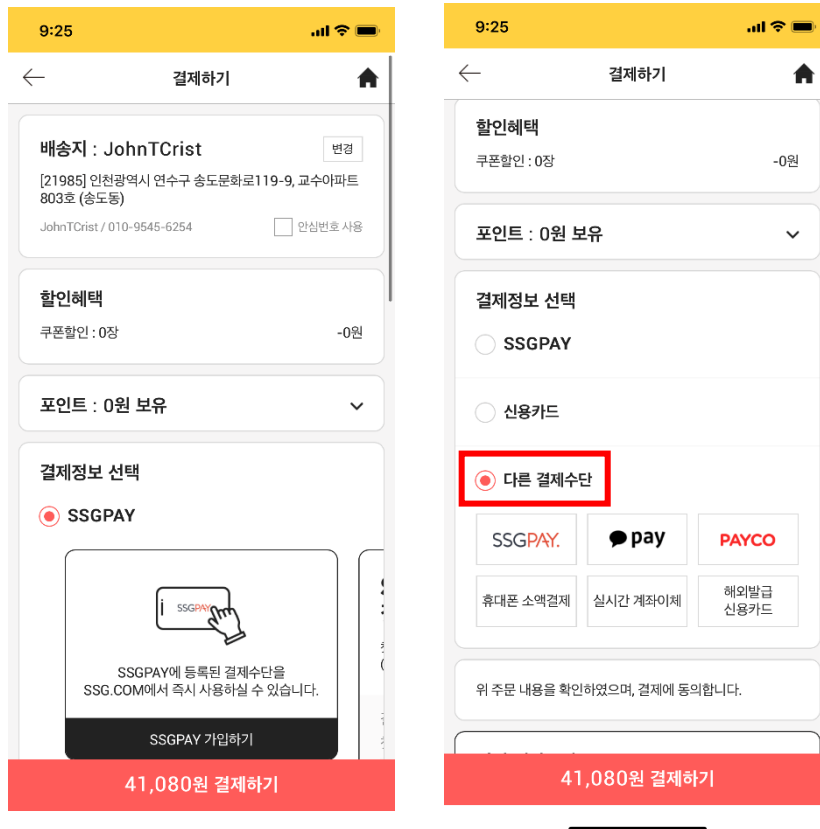 9:25
결제하기
배송지 : JohnTCrist
변경
[21985] 인천광역시 연수구 송도문화로119-9, 교수아파트
803호 (송도동)
JohnTCrist / 010-9545-6254
안심번호 사용
할인혜택
쿠폰할인 : 0장
-0원
포인트 : 0원 보유
결제정보 선택
SSGPAY
SSGPAY
SSGPAY에 등록된 결제수단을
SSG.COM에서 즉시 사용하실 수 있습니다.
SSGPAY 가입하기
41,080원 결제하기
9:25
결제하기
할인혜택
쿠폰할인 : 0장
-0원
포인트 : 0원 보유
결제정보 선택
SSGPAY
신용카드
다른 결제수단
SSGPAY.
pay
PAYCO
휴대폰 소액결제
실시간 계좌이체
해외발급
신용카드
위 주문 내용을 확인하였으며, 결제에 동의합니다.
41,080원 결제하기